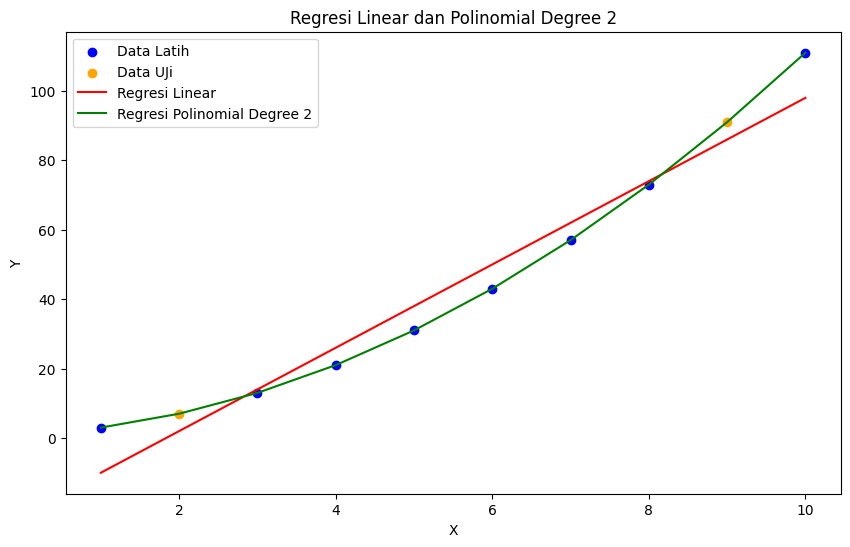 Regresi Linear dan Polinomial Degree 2
Data Latih
Data UJi
Regresi Linear
Regresi Polinomial Degree 2
100
80
60
40
20
0
Y
2
4
6
8
10
X